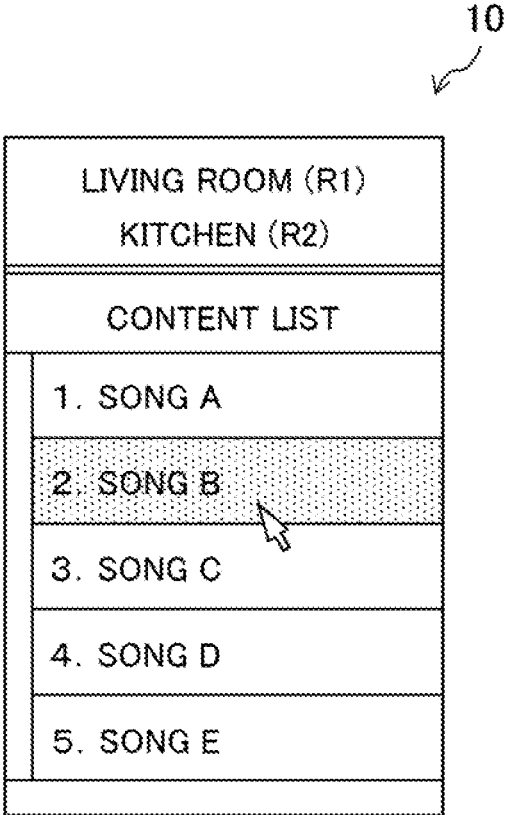 10
LIVING ROOM (R1)
KITCHEN (R2)
CONTENT LIST
1. SONG A
2. SONG B
3. SONG C
4. SONG D
5. SONG E